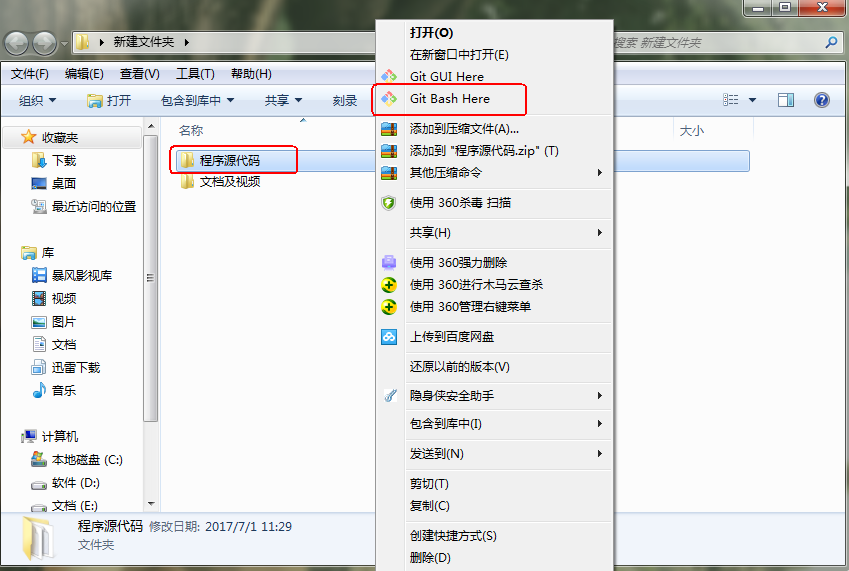 新建文件夹
搜索 新建文件夹
文件(F) 编辑(E) 查看(V) 工具(T) 帮助(H)
组织 打开 包含到库中 共享 刻录
名称 大小
收藏夹
下载
桌面
最近访问的位置
库
暴风影视库
视频
图片
文档
迅雷下载
音乐
计算机
本地磁盘 (C:)
软件 (D:)
文档 (E:)
程序源代码
文档及视频
打开(O)
在新窗口中打开(E)
Git GUI Here
Git Bash Here
添加到压缩文件(A)...
添加到 "程序源代码.zip" (T)
其他压缩命令
使用 360杀毒 扫描
共享(H)
使用 360强力删除
使用 360进行木马云查杀
使用 360管理右键菜单
上传到百度网盘
还原以前的版本(V)
隐身侠安全助手
包含到库中(I)
发送到(N)
剪切(T)
复制(C)
创建快捷方式(S)
删除(D)
程序源代码 修改日期: 2017/7/1 11:29
文件夹